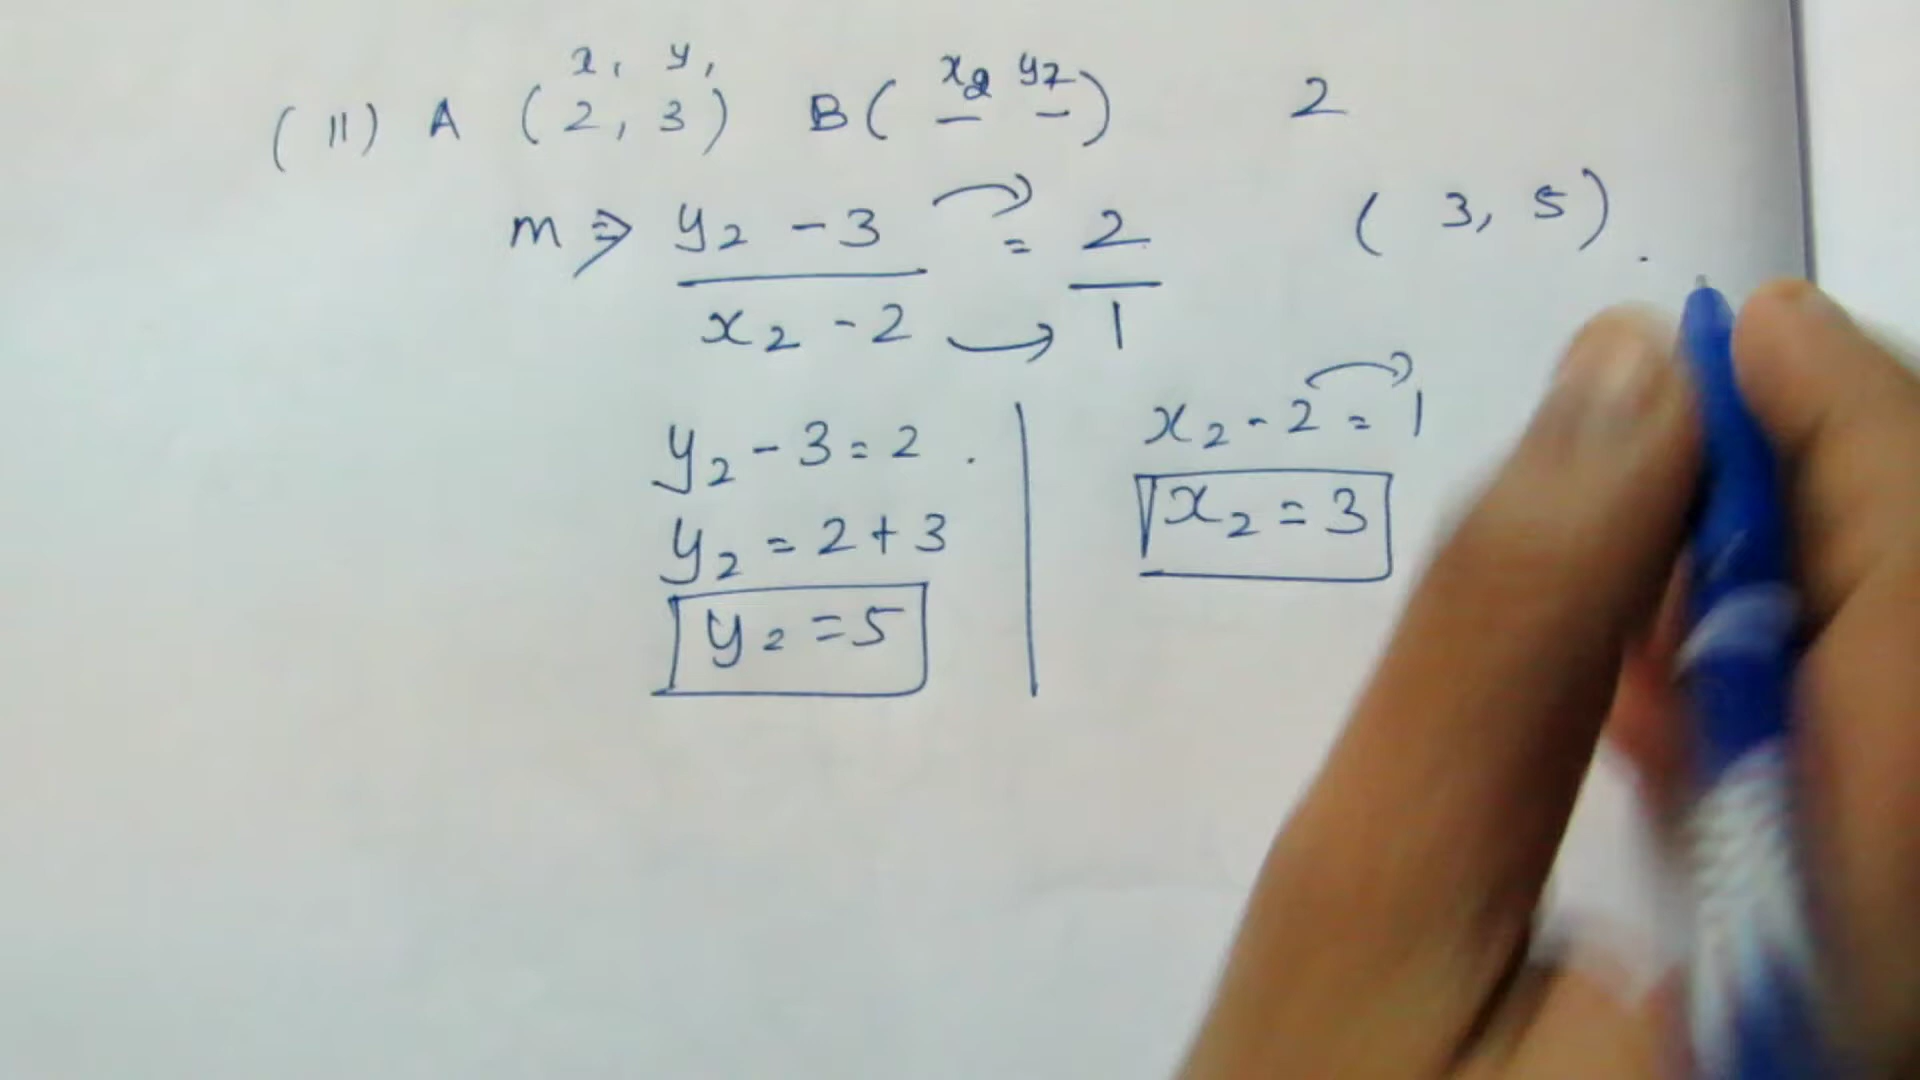 x₁ y₁ x₂ y₂
(II) A (2, 3) B( _ _ ) 2
m ⇒ y₂ - 3 = 2 (3, 5).
x₂ - 2 1
y₂ - 3 = 2 . x₂ - 2 = 1
y₂ = 2 + 3 x₂ = 3
y₂ = 5